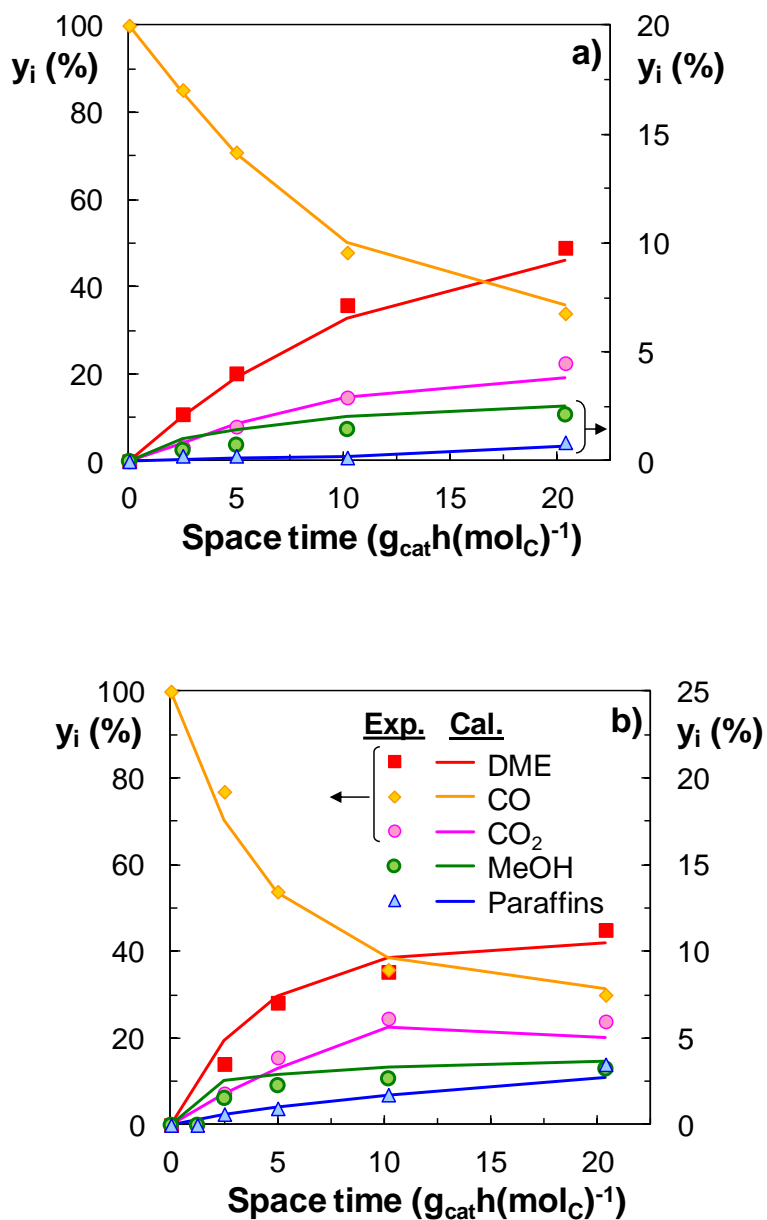 a)
y_i (%)
y_i (%)
100
80
60
40
20
0
20
15
10
5
0
0 5 10 15 20
Space time (g_cat h(mol_C)^-1)
b)
y_i (%)
y_i (%)
100
80
60
40
20
0
25
20
15
10
5
0
Exp. Cal.
DME
CO
CO₂
MeOH
Paraffins
0 5 10 15 20
Space time (g_cat h(mol_C)^-1)